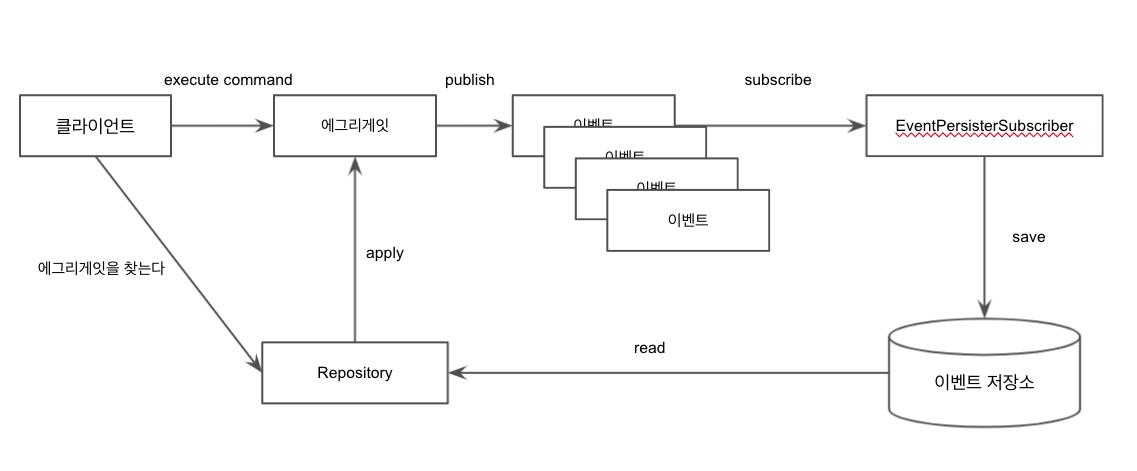 execute command
publish
subscribe
클라이언트
에그리게잇
이벤트
EventPersisterSubscriber
이벤트
이벤트
이벤트
save
apply
에그리게잇을 찾는다
read
Repository
이벤트 저장소